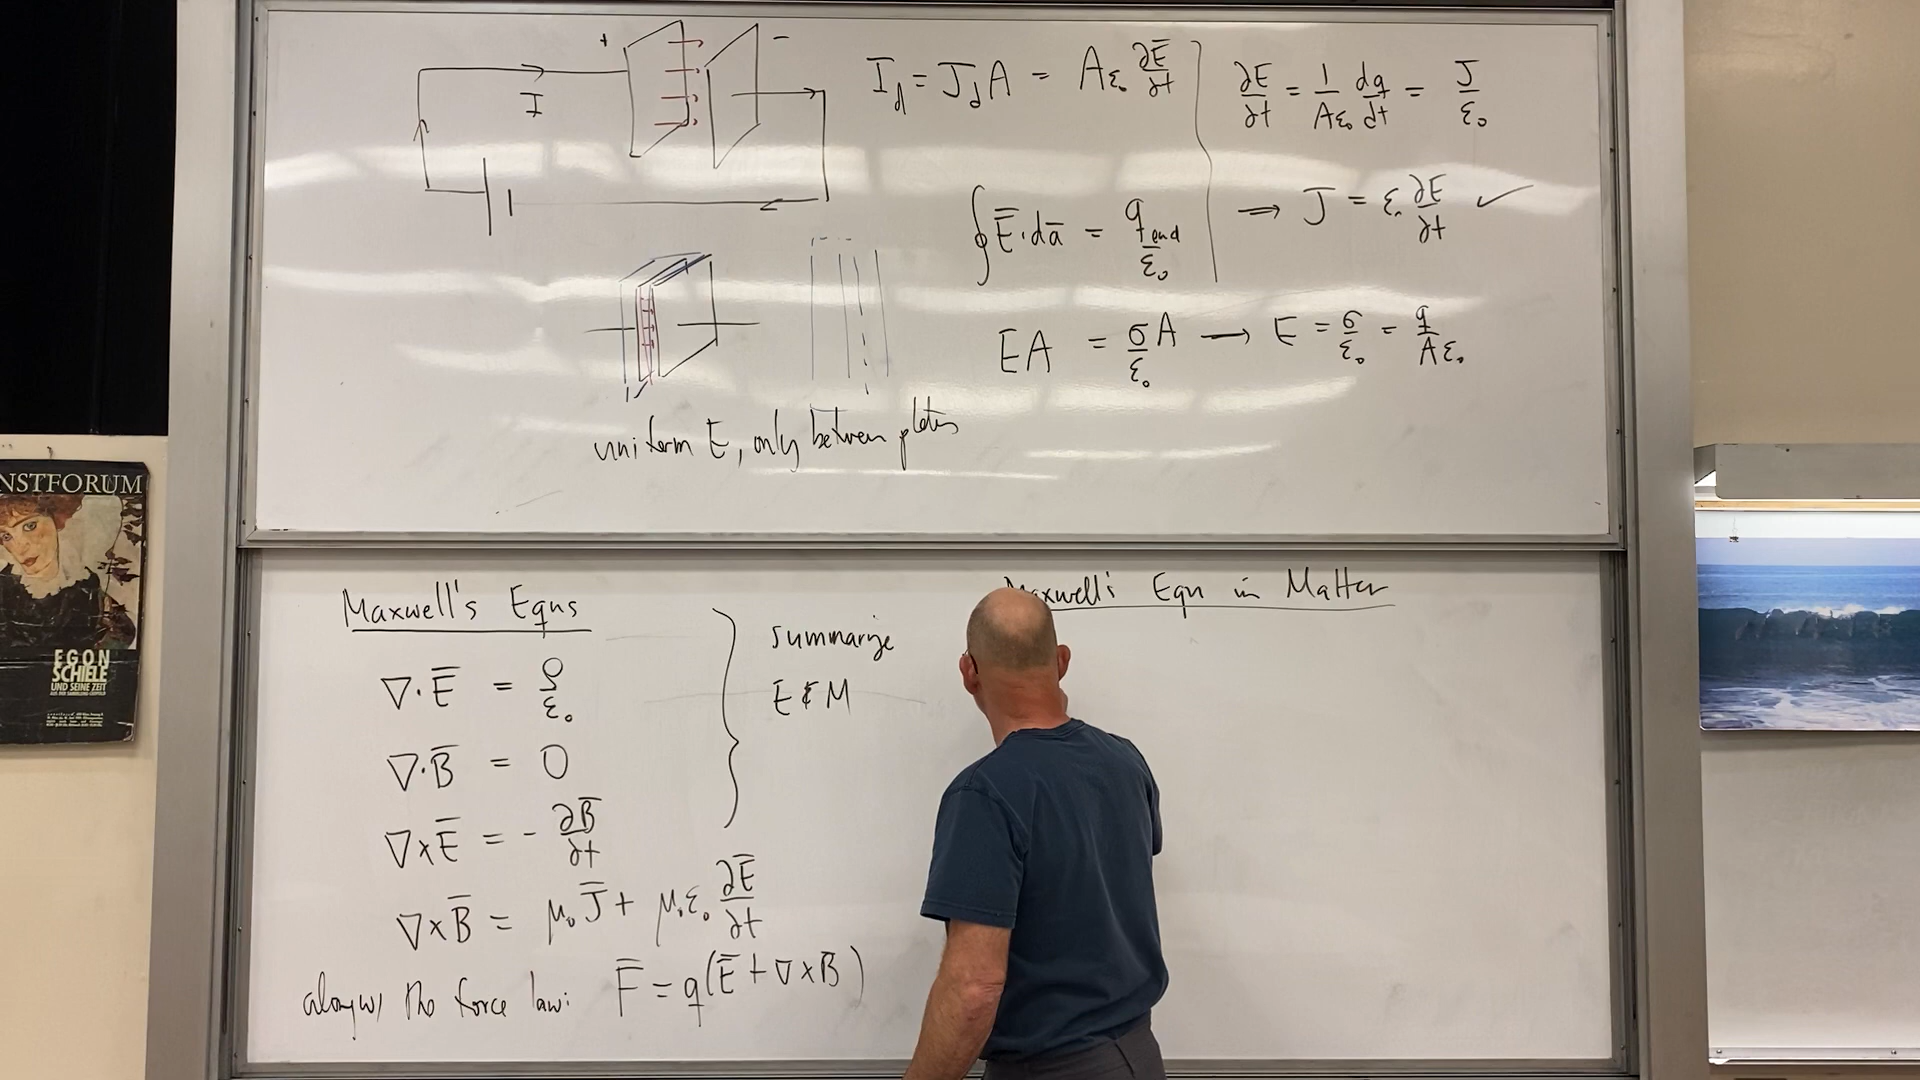 + -
I
I_d = J_d A = Aε₀ ∂E̅/∂t
∂E/∂t = 1/Aε₀ dq/dt = J/ε₀
∮ E̅·da̅ = q_end/ε₀
⇒ J = ε₀ ∂E/∂t ✓
EA = σ/ε₀ A → E = σ/ε₀ = q/Aε₀
uniform E, only between plates
Maxwell's Eqns
∇·E̅ = ρ/ε₀
∇·B̅ = 0
∇×E̅ = - ∂B̅/∂t
∇×B̅ = μ₀J̅ + μ₀ε₀ ∂E̅/∂t
along w/ the force law: F̅ = q(E̅ + ∇×B̅)
summarize
E & M
Maxwell's Eqn in Matter
NSTFORUM
EGON
SCHIELE
UND SEINE ZEIT